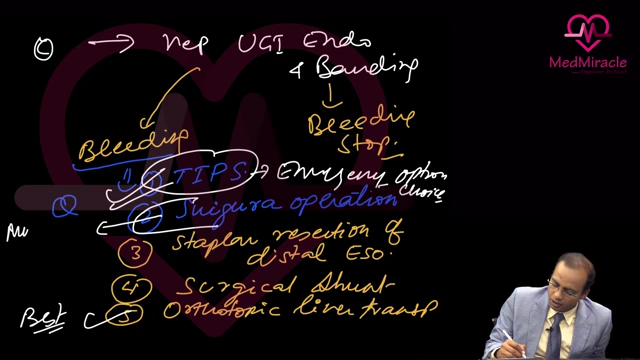 C → Rep UGI Endo
& Banding
Bleeding
Bleeding
Stop.
① TIPS → Emergency option
choice
Q ② Suigura operation
③ Staplar resection of
distal ESO.
④ Surgical shunt
Best ⑤ Orthotopic liver transp
MedMiracle